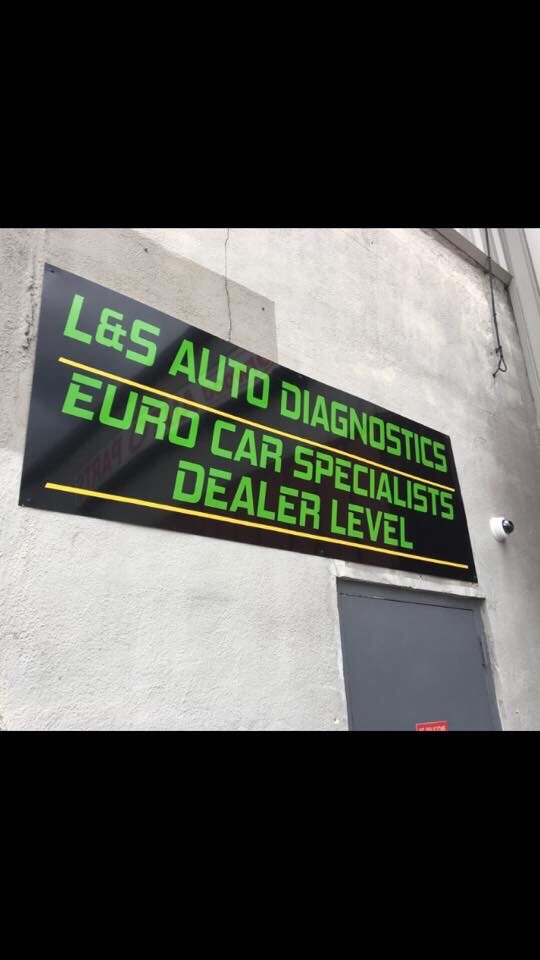 L&S AUTO DIAGNOSTICS
EURO CAR SPECIALISTS
DEALER LEVEL